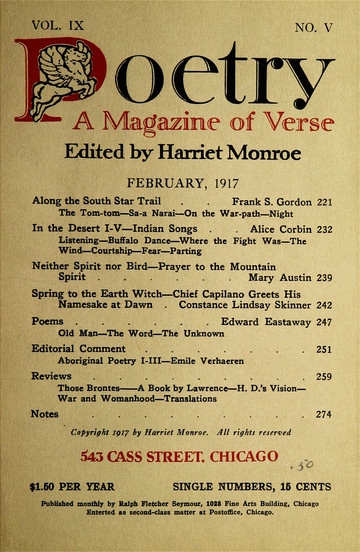 VOL. IX NO. V
Poetry
A Magazine of Verse
Edited by Harriet Monroe
FEBRUARY, 1917
Along the South Star Trail . . Frank S. Gordon 221
The Tom-tom—Sa-a Narai—On the War-path—Night
In the Desert I-V—Indian Songs . . Alice Corbin 232
Listening—Buffalo Dance—Where the Fight Was—The
Wind—Courtship—Fear—Parting
Neither Spirit nor Bird—Prayer to the Mountain
Spirit . . . . . . Mary Austin 239
Spring to the Earth Witch—Chief Capilano Greets His
Namesake at Dawn . Constance Lindsay Skinner 242
Poems . . . . . . . Edward Eastaway 247
Old Man—The Word—The Unknown
Editorial Comment . . . . . . . 251
Aboriginal Poetry I-III—Emile Verhaeren
Reviews . . . . . . . . . 259
Those Brontes—A Book by Lawrence—H. D.'s Vision—
War and Womanhood—Translations
Notes . . . . . . . . . 274
Copyright 1917 by Harriet Monroe. All rights reserved
543 CASS STREET, CHICAGO
.50
$1.50 PER YEAR SINGLE NUMBERS, 15 CENTS
Published monthly by Ralph Fletcher Seymour, 1025 Fine Arts Building, Chicago
Enterted as second-class matter at Postoffice, Chicago.